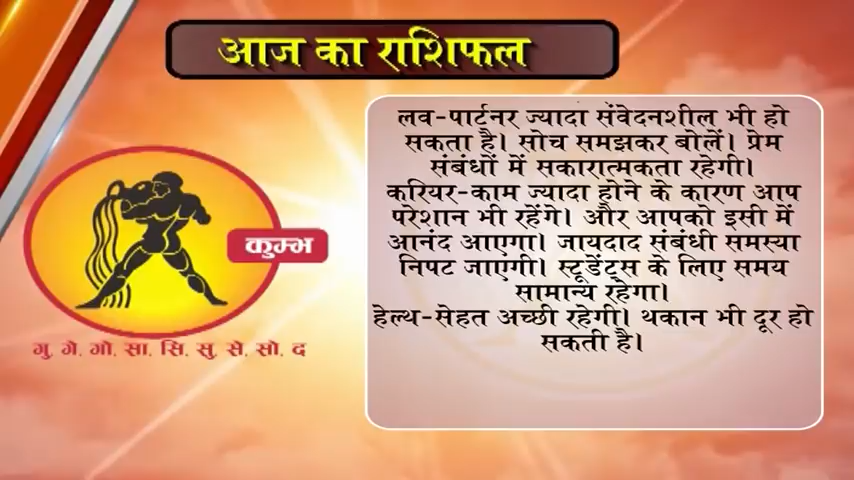 आज का राशिफल
लव-पार्टनर ज्यादा संवेदनशील भी हो
सकता है। सोच समझकर बोलें। प्रेम
संबंधों में सकारात्मकता रहेगी।
करियर-काम ज्यादा होने के कारण आप
परेशान भी रहेंगे। और आपको इसी में
आनंद आएगा। जायदाद संबंधी समस्या
निपट जाएगी। स्टूडेंट्स के लिए समय
सामान्य रहेगा।
हेल्थ-सेहत अच्छी रहेगी। थकान भी दूर हो
सकती है।
कुम्भ
गु, गे, गो, सा, सि, सु, से, सो, द